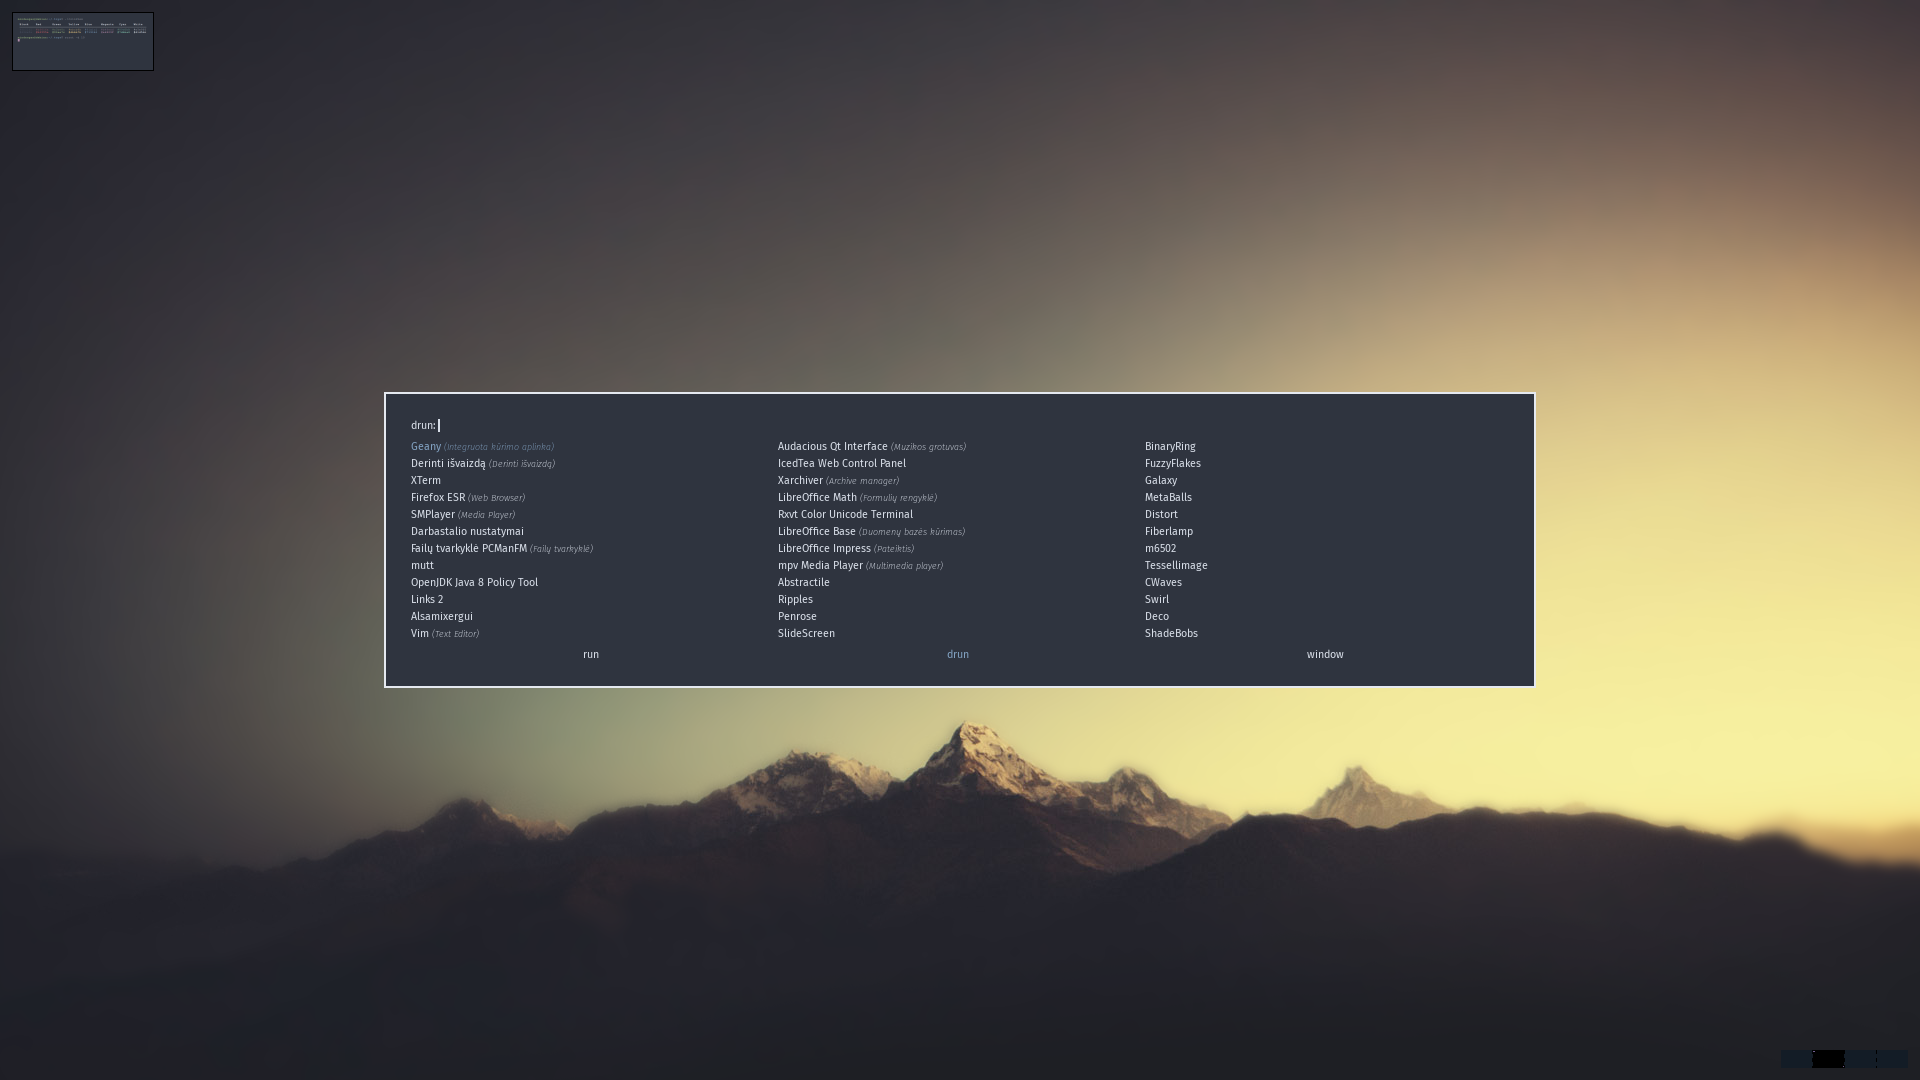 drun:
Geany (Integruota kūrimo aplinka)
Derinti išvaizdą (Derinti išvaizdą)
XTerm
Firefox ESR (Web Browser)
SMPlayer (Media Player)
Darbastalio nustatymai
Failų tvarkyklė PCManFM (Failų tvarkyklė)
mutt
OpenJDK Java 8 Policy Tool
Links 2
Alsamixergui
Vim (Text Editor)
Audacious Qt Interface (Muzikos grotuvas)
IcedTea Web Control Panel
Xarchiver (Archive manager)
LibreOffice Math (Formulių rengyklė)
Rxvt Color Unicode Terminal
LibreOffice Base (Duomenų bazės kūrimas)
LibreOffice Impress (Pateiktis)
mpv Media Player (Multimedia player)
Abstractile
Ripples
Penrose
SlideScreen
BinaryRing
FuzzyFlakes
Galaxy
MetaBalls
Distort
Fiberlamp
m6502
Tessellimage
CWaves
Swirl
Deco
ShadeBobs
run drun window